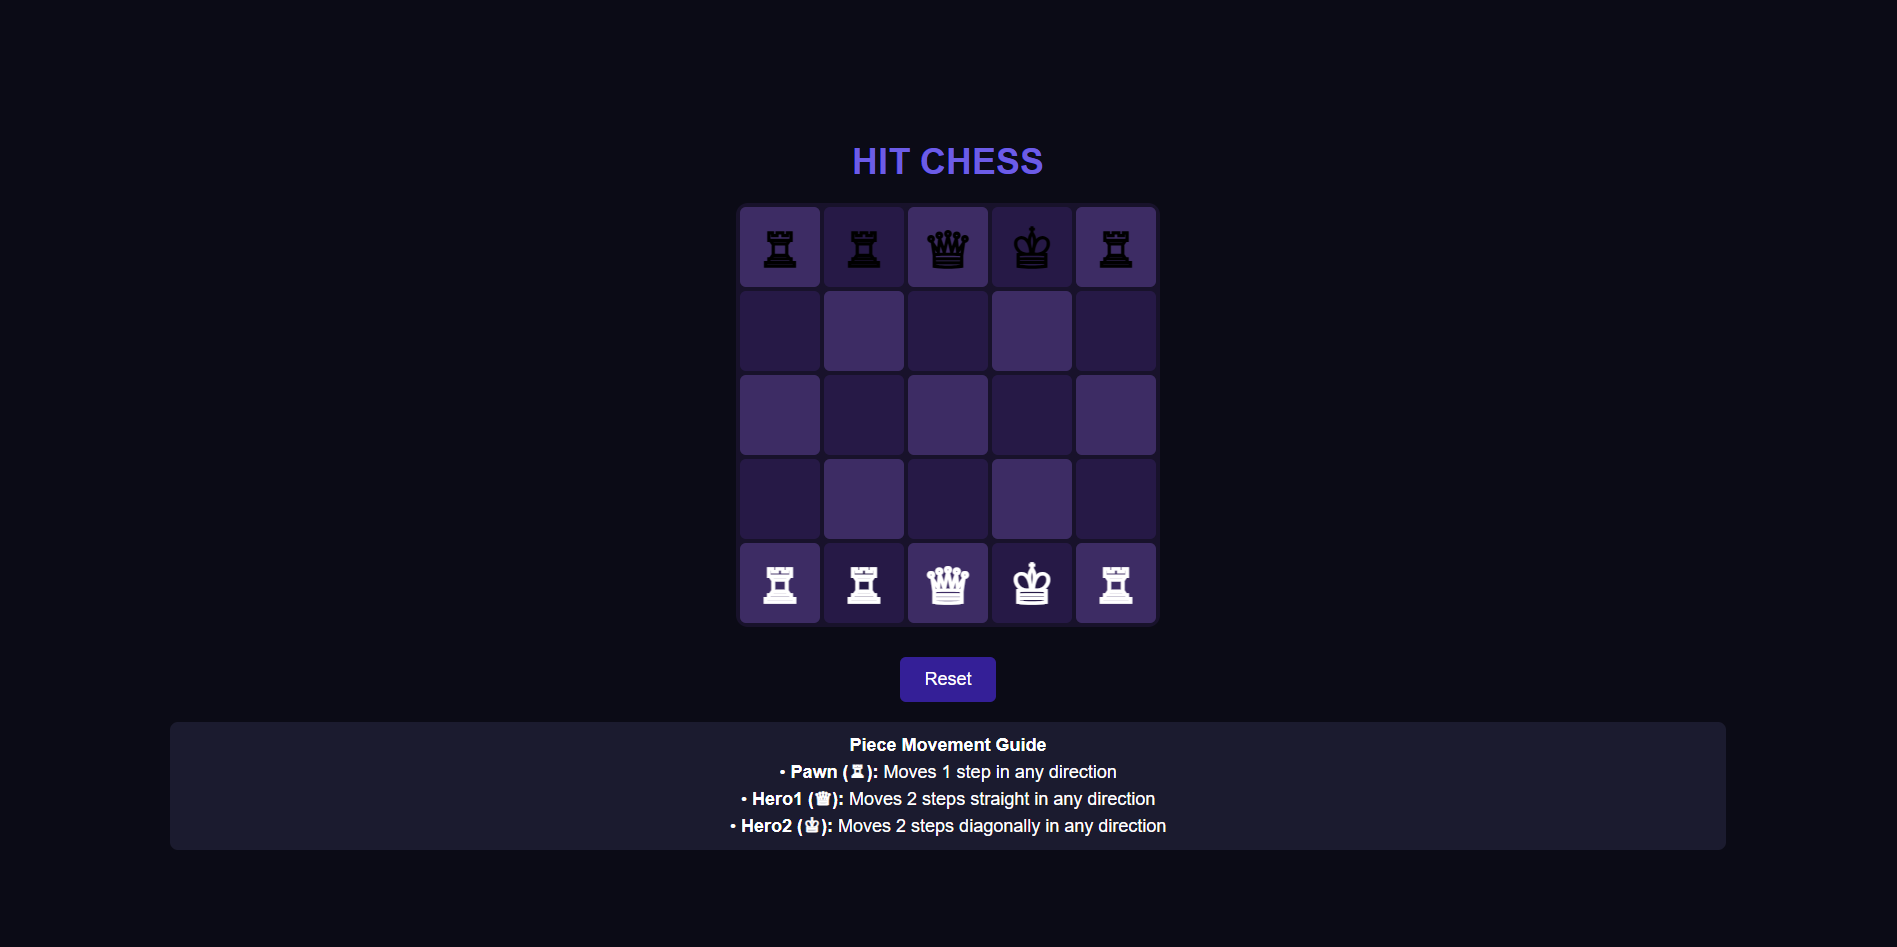 HIT CHESS
Reset
Piece Movement Guide
• Pawn (♖): Moves 1 step in any direction
• Hero1 (♕): Moves 2 steps straight in any direction
• Hero2 (♔): Moves 2 steps diagonally in any direction